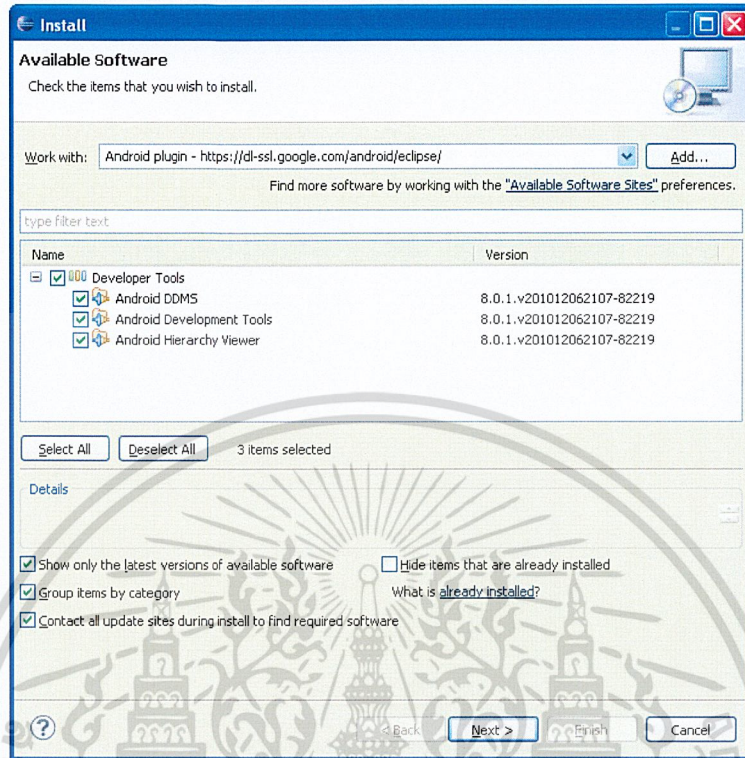 Install
Available Software
Check the items that you wish to install.
Work with: Android plugin - https://dl-ssl.google.com/android/eclipse/ Add...
Find more software by working with the "Available Software Sites" preferences.
type filter text
Name Version
Developer Tools
Android DDMS 8.0.1.v201012062107-82219
Android Development Tools 8.0.1.v201012062107-82219
Android Hierarchy Viewer 8.0.1.v201012062107-82219
Select All Deselect All 3 items selected
Details
Show only the latest versions of available software Hide items that are already installed
Group items by category What is already installed?
Contact all update sites during install to find required software
? < Back Next > Finish Cancel